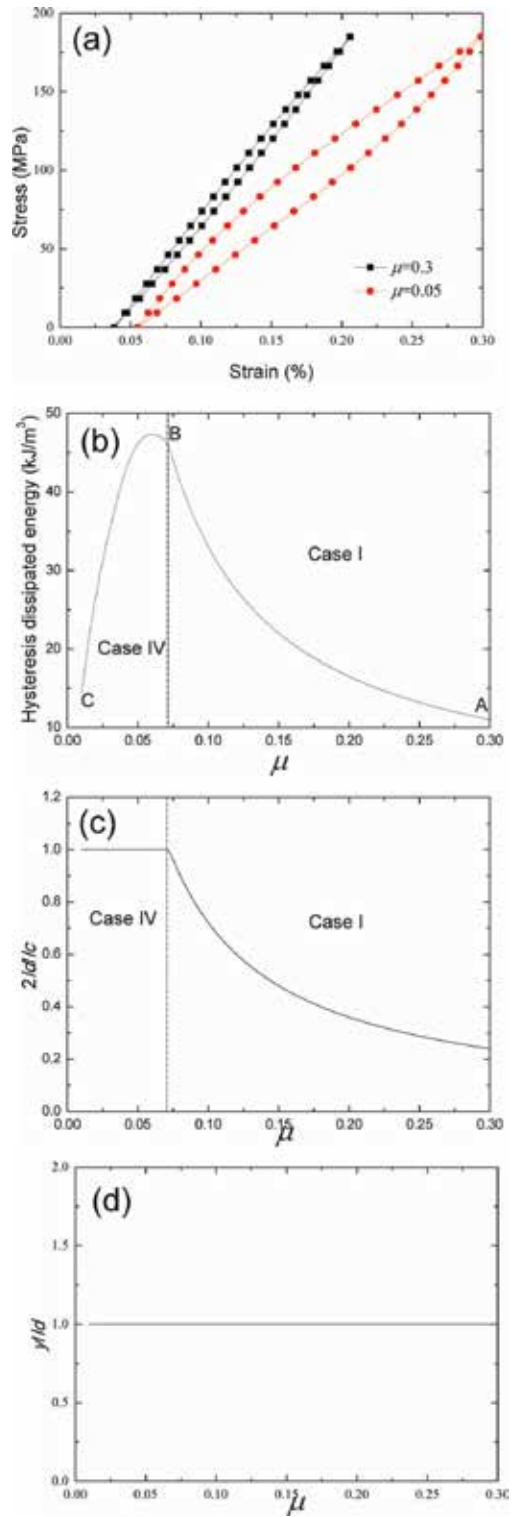 (a)
200
150
100
50
0
Stress (MPa)
μ=0.3
μ=0.05
0.00 0.05 0.10 0.15 0.20 0.25 0.30
Strain (%)
(b)
50
40
30
20
10
Hysteresis dissipated energy (kJ/m³)
B
Case I
Case IV
C
A
0.00 0.05 0.10 0.15 0.20 0.25 0.30
μ
(c)
1.2
1.0
0.8
0.6
0.4
0.2
0.0
2ld/lc
Case IV
Case I
0.00 0.05 0.10 0.15 0.20 0.25 0.30
μ
(d)
2.0
1.5
1.0
0.5
0.0
y/d
0.00 0.05 0.10 0.15 0.20 0.25 0.30
μ